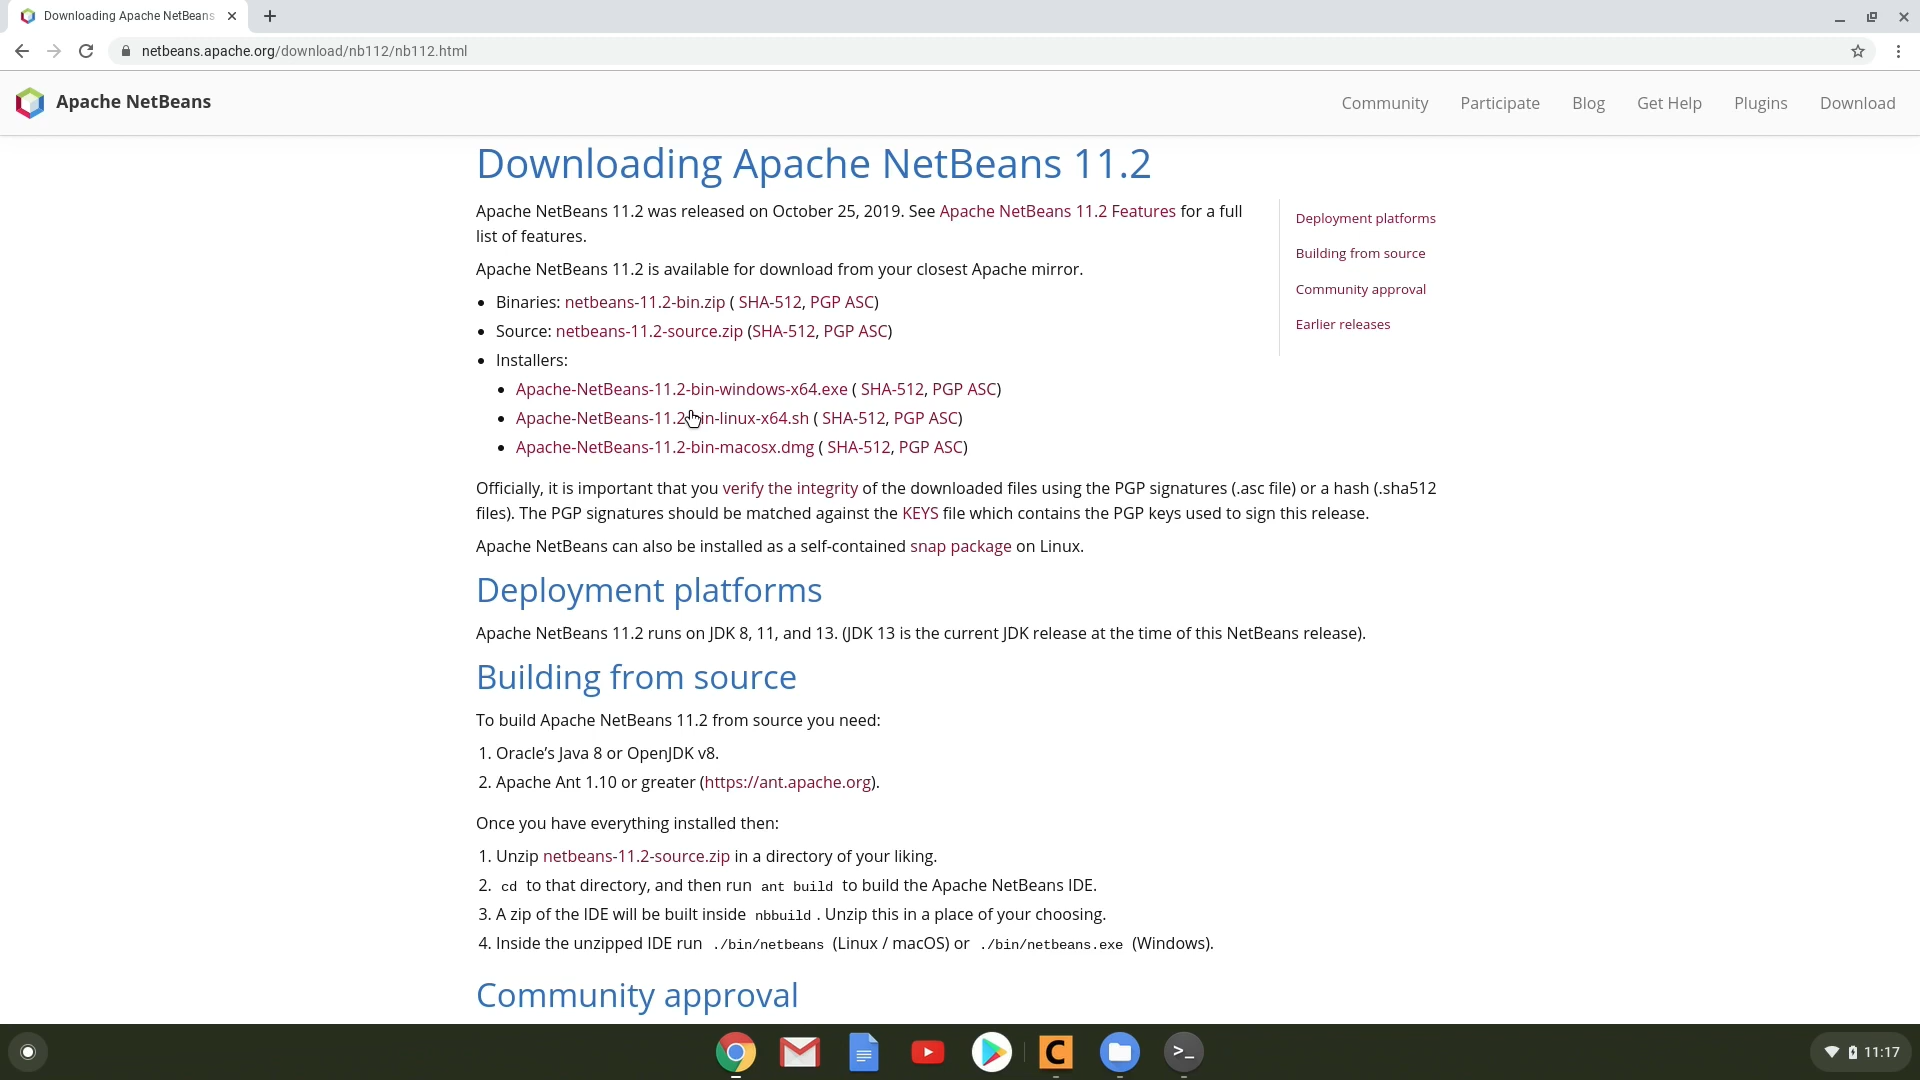 Downloading Apache NetBeans
netbeans.apache.org/download/nb112/nb112.html
Apache NetBeans
Community Participate Blog Get Help Plugins Download
Downloading Apache NetBeans 11.2
Apache NetBeans 11.2 was released on October 25, 2019. See Apache NetBeans 11.2 Features for a full
list of features.
Deployment platforms
Building from source
Community approval
Earlier releases
Apache NetBeans 11.2 is available for download from your closest Apache mirror.
• Binaries: netbeans-11.2-bin.zip ( SHA-512, PGP ASC)
• Source: netbeans-11.2-source.zip (SHA-512, PGP ASC)
• Installers:
• Apache-NetBeans-11.2-bin-windows-x64.exe ( SHA-512, PGP ASC)
• Apache-NetBeans-11.2-bin-linux-x64.sh ( SHA-512, PGP ASC)
• Apache-NetBeans-11.2-bin-macosx.dmg ( SHA-512, PGP ASC)
Officially, it is important that you verify the integrity of the downloaded files using the PGP signatures (.asc file) or a hash (.sha512
files). The PGP signatures should be matched against the KEYS file which contains the PGP keys used to sign this release.
Apache NetBeans can also be installed as a self-contained snap package on Linux.
Deployment platforms
Apache NetBeans 11.2 runs on JDK 8, 11, and 13. (JDK 13 is the current JDK release at the time of this NetBeans release).
Building from source
To build Apache NetBeans 11.2 from source you need:
1. Oracle’s Java 8 or OpenJDK v8.
2. Apache Ant 1.10 or greater (https://ant.apache.org).
Once you have everything installed then:
1. Unzip netbeans-11.2-source.zip in a directory of your liking.
2. cd to that directory, and then run ant build to build the Apache NetBeans IDE.
3. A zip of the IDE will be built inside nbbuild . Unzip this in a place of your choosing.
4. Inside the unzipped IDE run ./bin/netbeans (Linux / macOS) or ./bin/netbeans.exe (Windows).
Community approval
C
>_
11:17